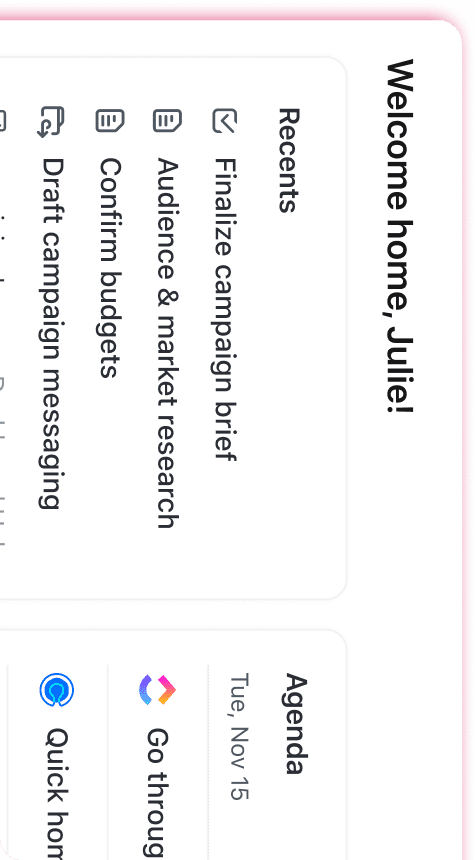 Welcome home, Julie!
Recents
Finalize campaign brief
Audience & market research
Confirm budgets
Draft campaign messaging
Agenda
Tue, Nov 15
Go throug
Quick hom